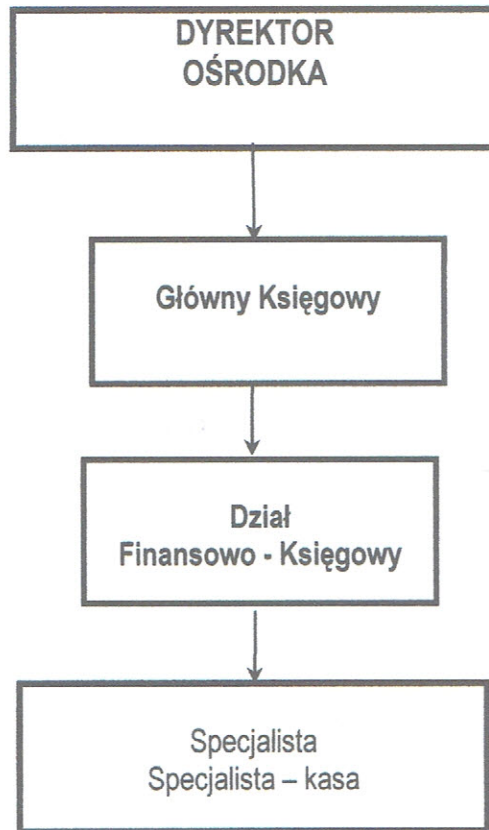 DYREKTOR
OŚRODKA
Główny Księgowy
Dział
Finansowo - Księgowy
Specjalista
Specjalista – kasa